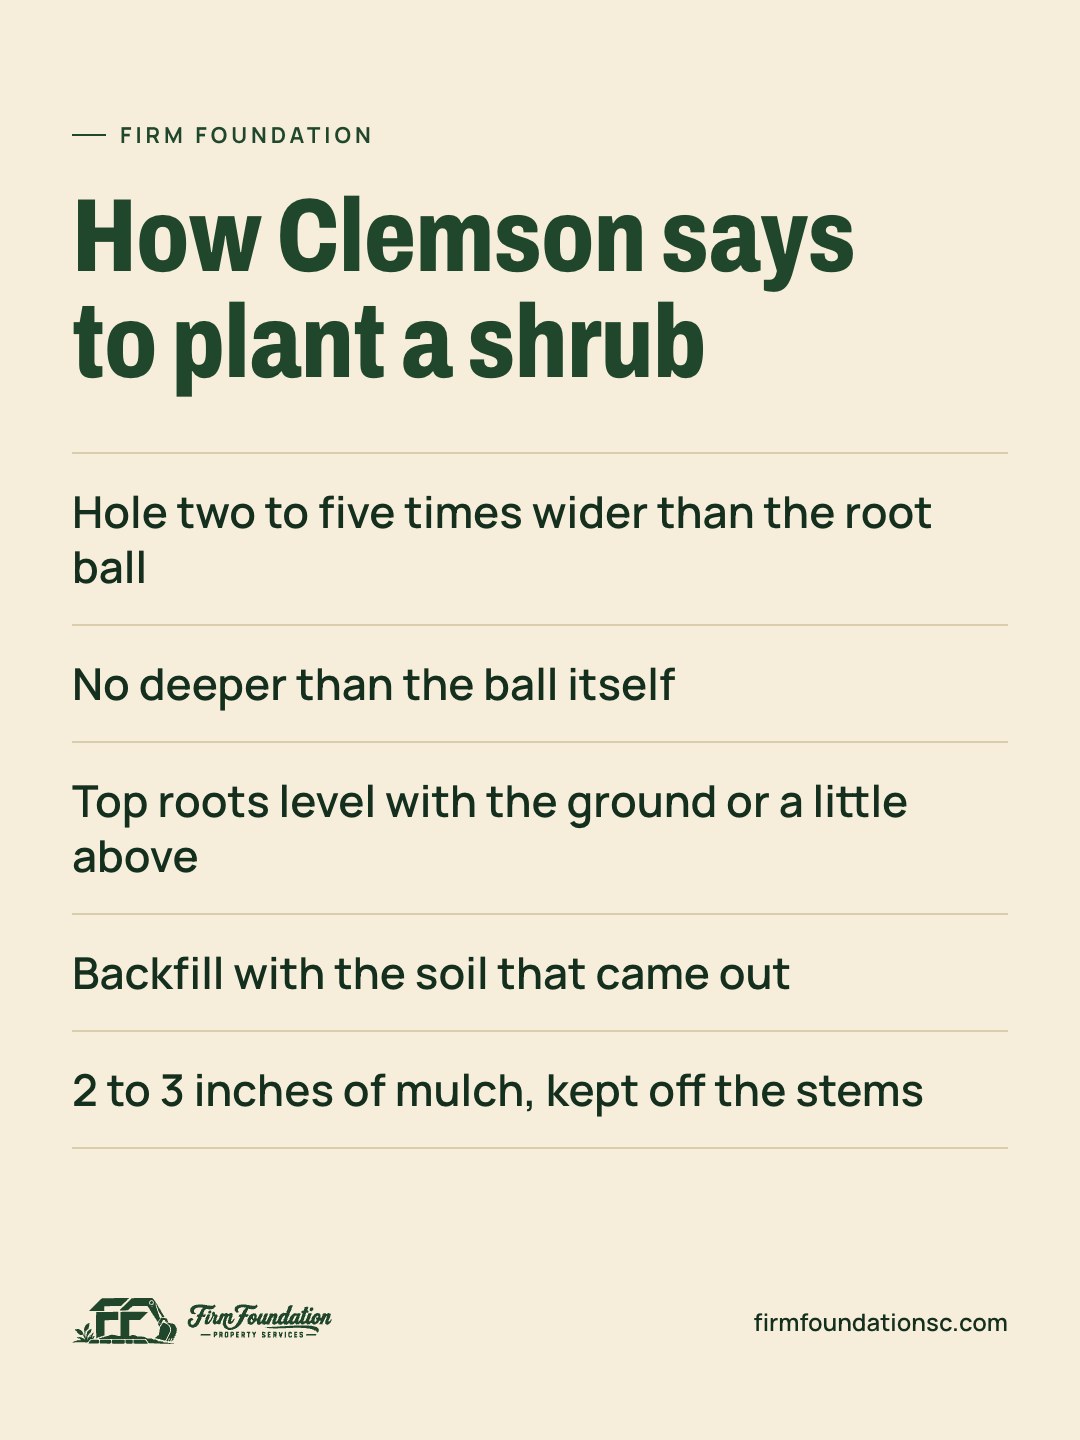 FIRM FOUNDATION
How Clemson says
to plant a shrub
Hole two to five times wider than the root
ball
No deeper than the ball itself
Top roots level with the ground or a little
above
Backfill with the soil that came out
2 to 3 inches of mulch, kept off the stems
FF
Firm Foundation
PROPERTY SERVICES
firmfoundationsc.com